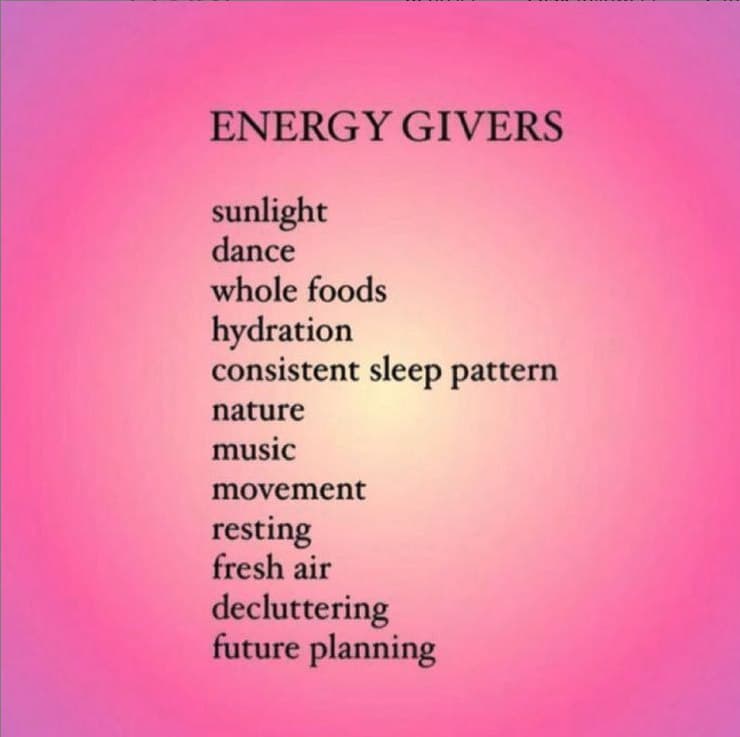 ENERGY GIVERS
sunlight
dance
whole foods
hydration
consistent sleep pattern
nature
music
movement
resting
fresh air
decluttering
future planning